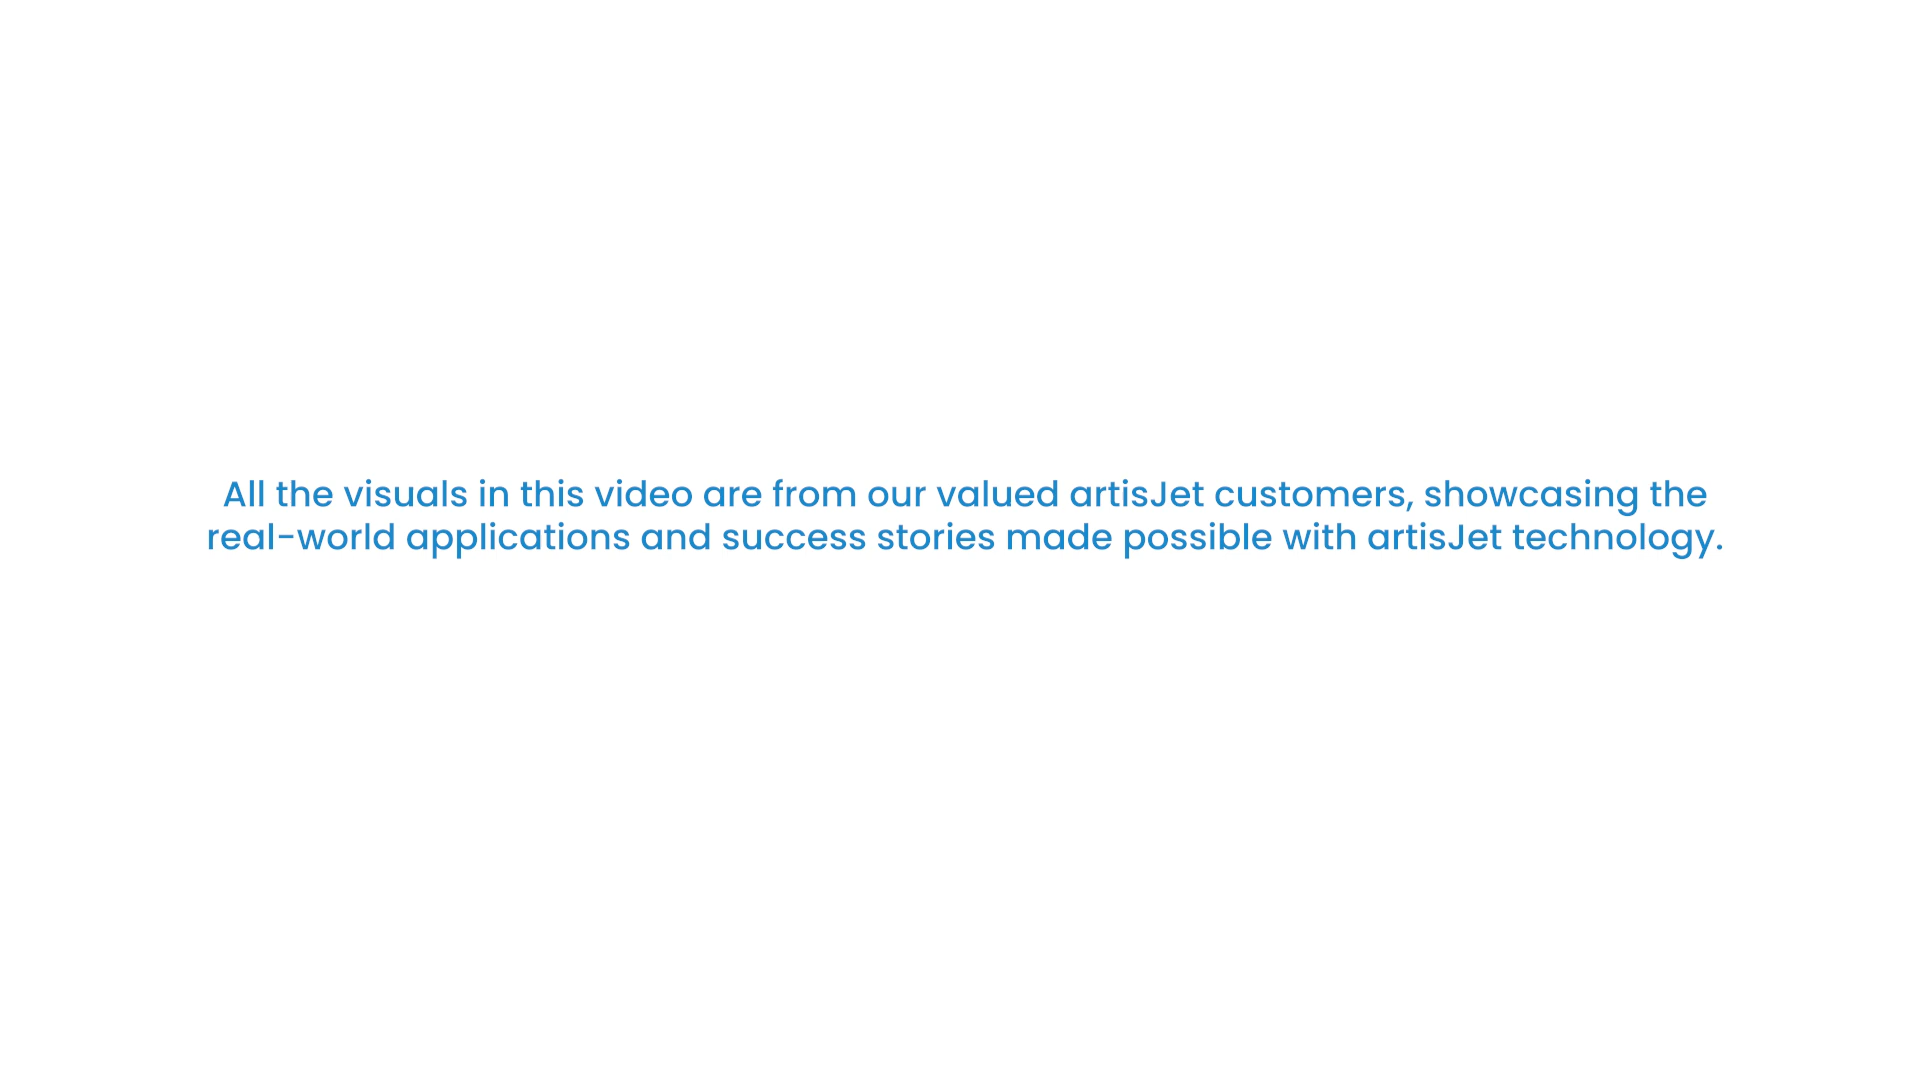 All the visuals in this video are from our valued artisJet customers, showcasing the
real-world applications and success stories made possible with artisJet technology.